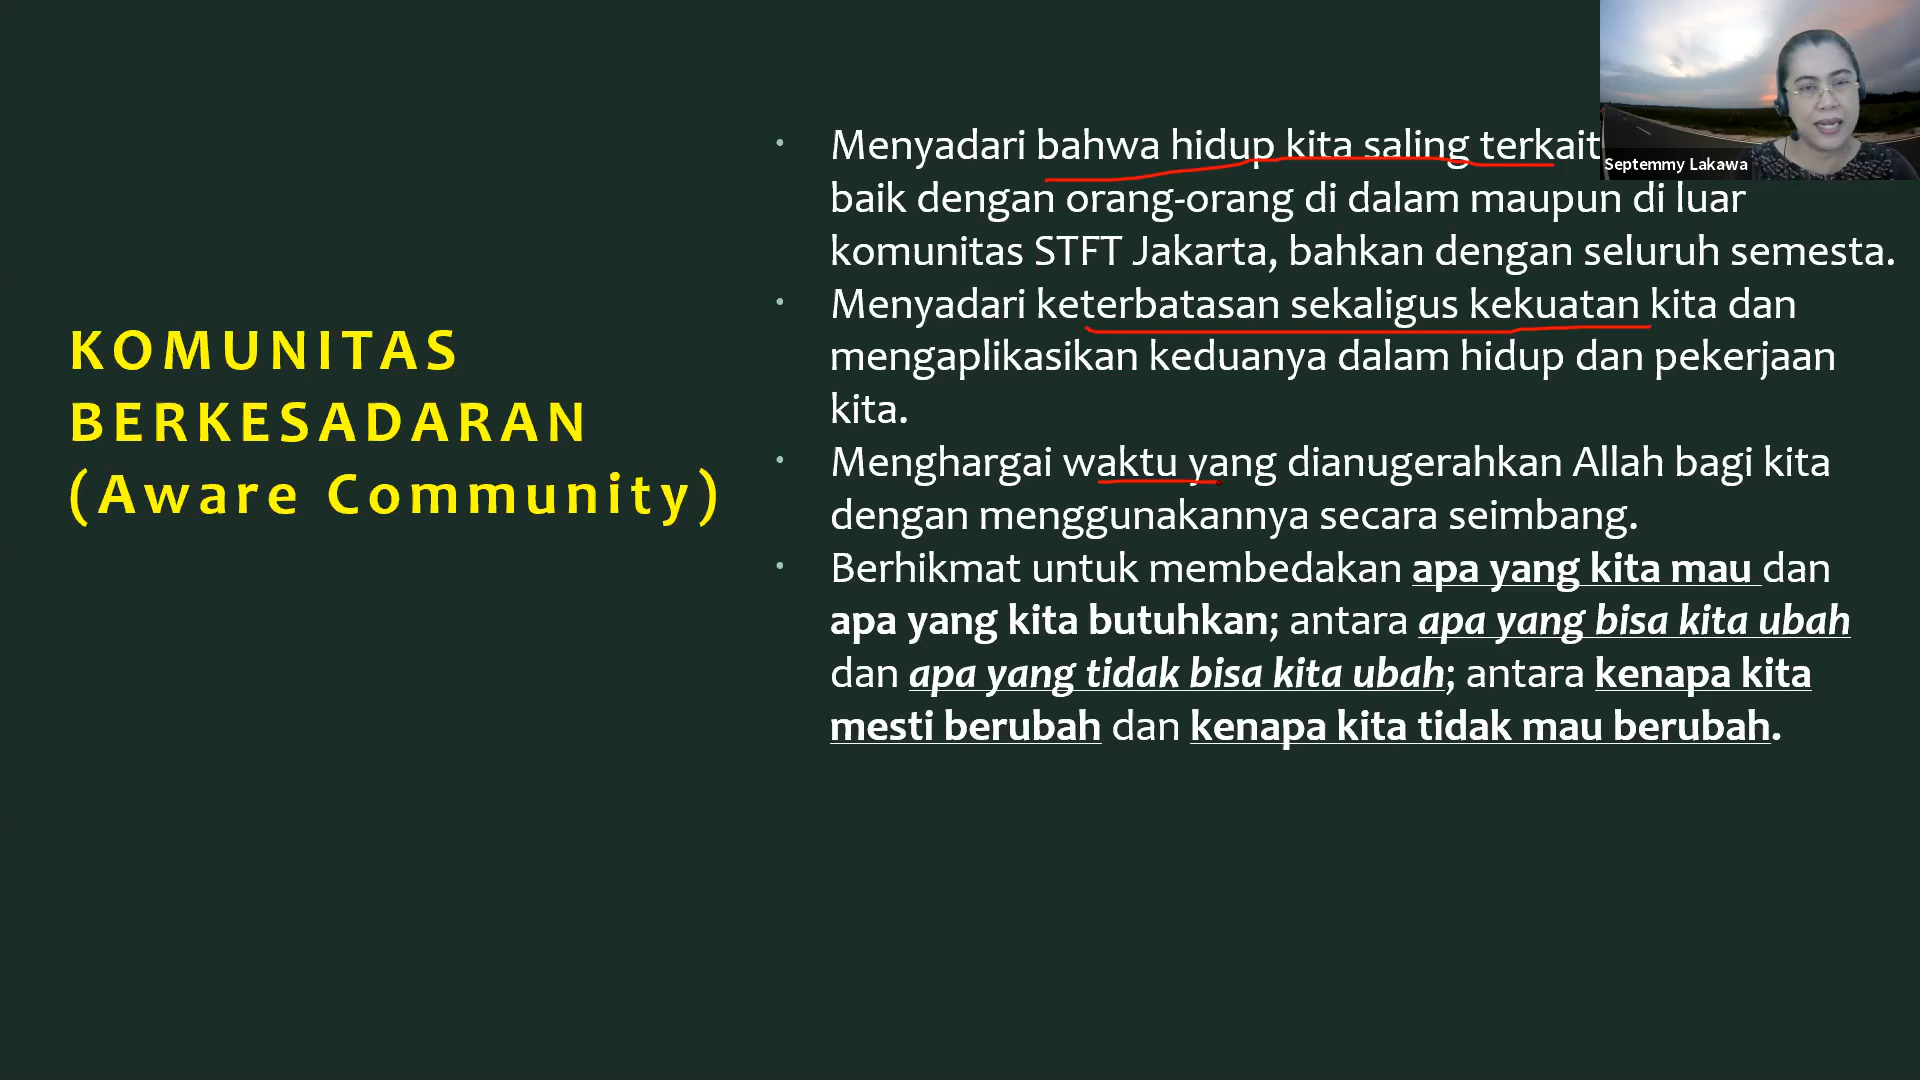 KOMUNITAS
BERKESADARAN
(Aware Community)
• Menyadari bahwa hidup kita saling terkait
baik dengan orang-orang di dalam maupun di luar
komunitas STFT Jakarta, bahkan dengan seluruh semesta.
• Menyadari keterbatasan sekaligus kekuatan kita dan
mengaplikasikan keduanya dalam hidup dan pekerjaan
kita.
• Menghargai waktu yang dianugerahkan Allah bagi kita
dengan menggunakannya secara seimbang.
• Berhikmat untuk membedakan apa yang kita mau dan
apa yang kita butuhkan; antara apa yang bisa kita ubah
dan apa yang tidak bisa kita ubah; antara kenapa kita
mesti berubah dan kenapa kita tidak mau berubah.
Septemmy Lakawa